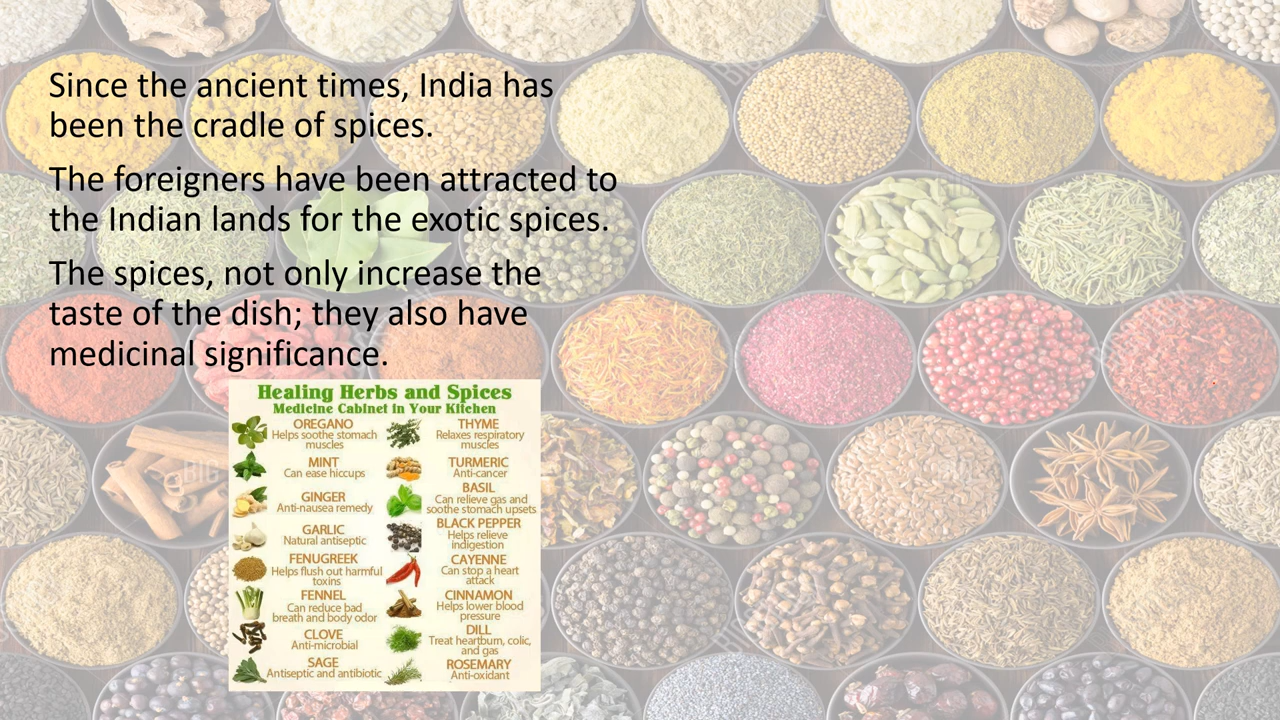 Since the ancient times, India has
been the cradle of spices.
The foreigners have been attracted to
the Indian lands for the exotic spices.
The spices, not only increase the
taste of the dish; they also have
medicinal significance.
Healing Herbs and Spices
Medicine Cabinet in Your Kitchen
OREGANO
Helps soothe stomach
muscles
MINT
Can ease hiccups
GINGER
Anti-nausea remedy
GARLIC
Natural antiseptic
FENUGREEK
Helps flush out harmful
toxins
FENNEL
Can reduce bad
breath and body odor
CLOVE
Anti-microbial
SAGE
Antiseptic and antibiotic
THYME
Relaxes respiratory
muscles
TURMERIC
Anti-cancer
BASIL
Can relieve gas and
soothe stomach upsets
BLACK PEPPER
Helps relieve
indigestion
CAYENNE
Can stop a heart
attack
CINNAMON
Helps lower blood
pressure
DILL
Treat heartburn, colic,
and gas
ROSEMARY
Anti-oxidant